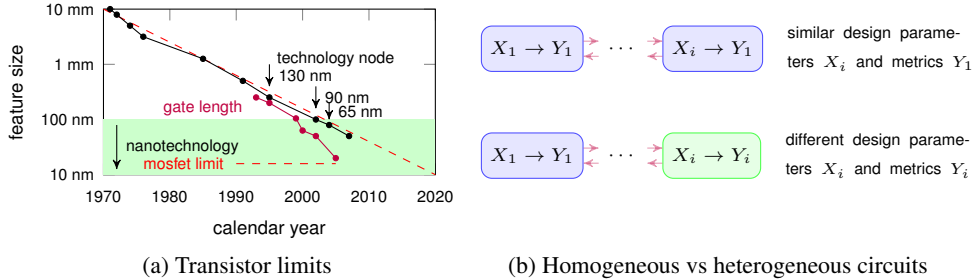 10 mm
1 mm
100 nm
10 nm
feature size
technology node
130 nm
90 nm
65 nm
gate length
nanotechnology
mosfet limit
1970 1980 1990 2000 2010 2020
calendar year
(a) Transistor limits
X₁ → Y₁ ··· Xᵢ → Y₁
similar design parame-
ters Xᵢ and metrics Y₁
X₁ → Y₁ ··· Xᵢ → Yᵢ
different design parame-
ters Xᵢ and metrics Yᵢ
(b) Homogeneous vs heterogeneous circuits